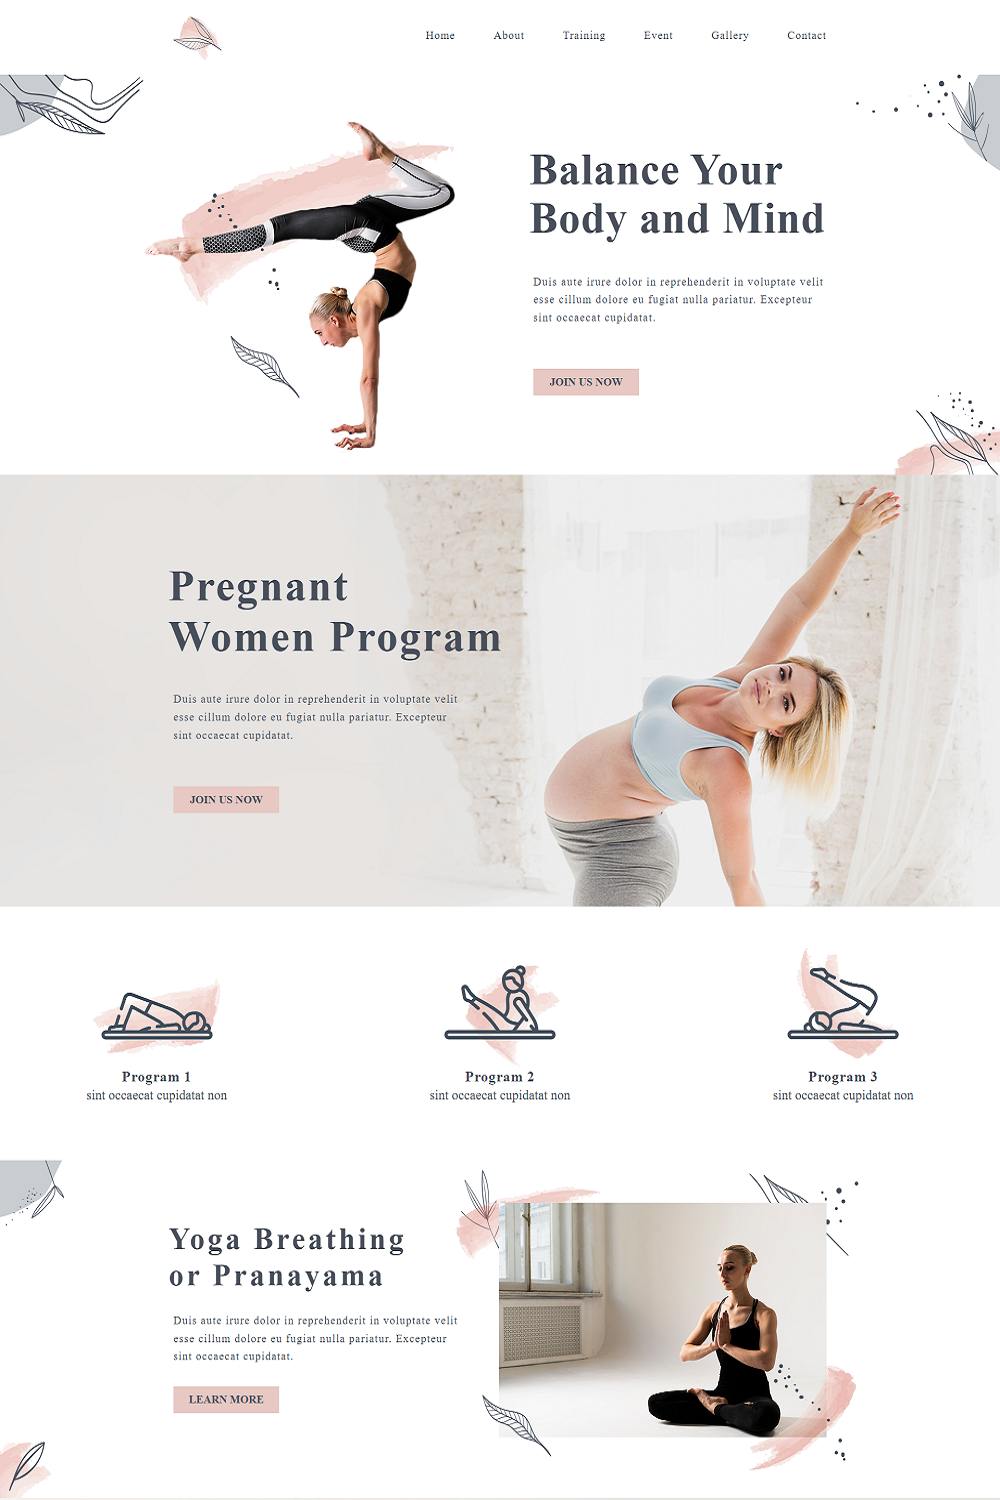 Home About Training Event Gallery Contact
Balance Your
Body and Mind
Duis aute irure dolor in reprehenderit in voluptate velit
esse cillum dolore eu fugiat nulla pariatur. Excepteur
sint occaecat cupidatat.
JOIN US NOW
Pregnant
Women Program
Duis aute irure dolor in reprehenderit in voluptate velit
esse cillum dolore eu fugiat nulla pariatur. Excepteur
sint occaecat cupidatat.
JOIN US NOW
Program 1
sint occaecat cupidatat non
Program 2
sint occaecat cupidatat non
Program 3
sint occaecat cupidatat non
Yoga Breathing
or Pranayama
Duis aute irure dolor in reprehenderit in voluptate velit
esse cillum dolore eu fugiat nulla pariatur. Excepteur
sint occaecat cupidatat.
LEARN MORE